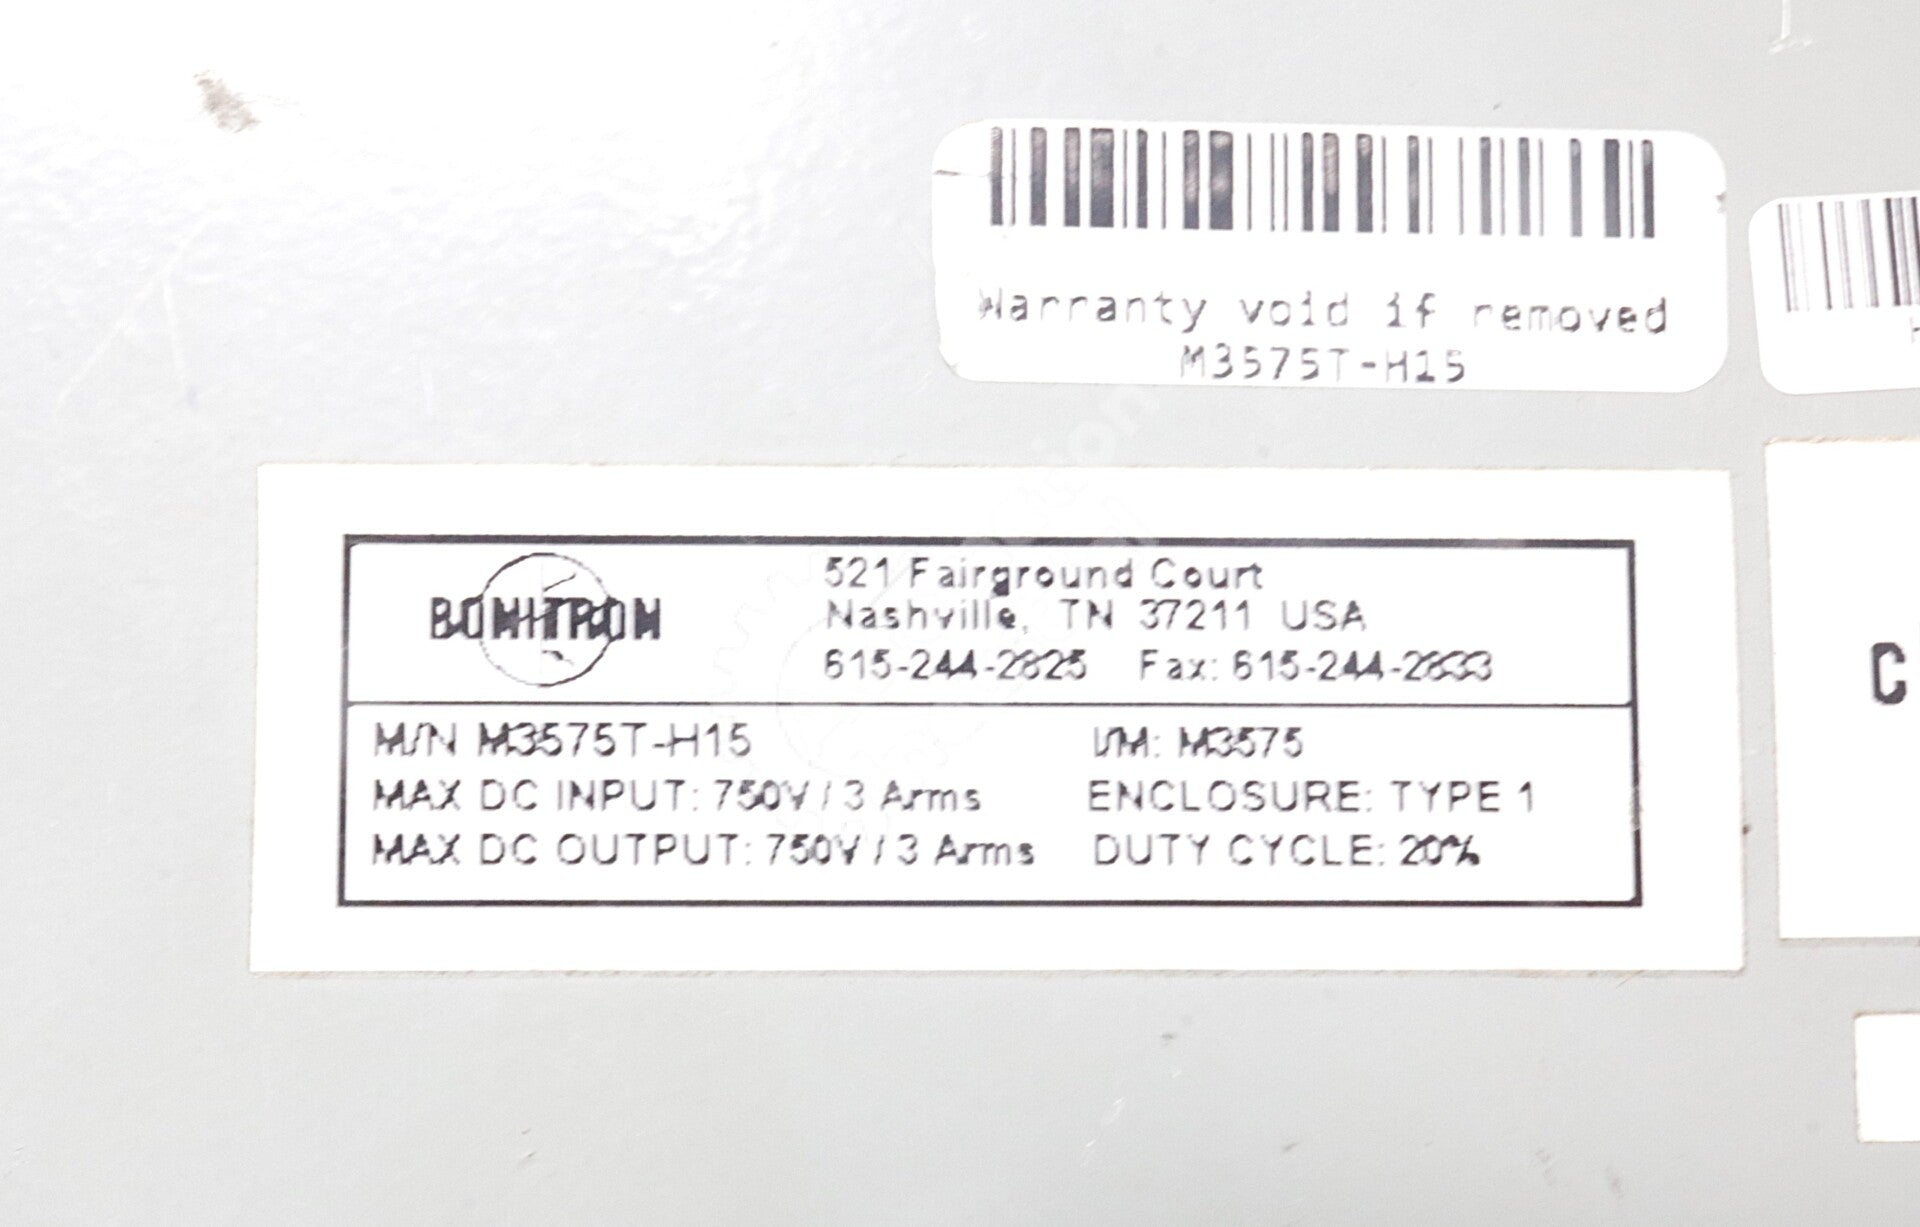 Warranty void if removed
M3575T-H15
BONITRON
521 Fairground Court
Nashville, TN 37211 USA
615-244-2825 Fax: 615-244-2833
M/N M3575T-H15 I/M: M3575
MAX DC INPUT: 750V / 3 Arms ENCLOSURE: TYPE 1
MAX DC OUTPUT: 750V / 3 Arms DUTY CYCLE: 20%
C